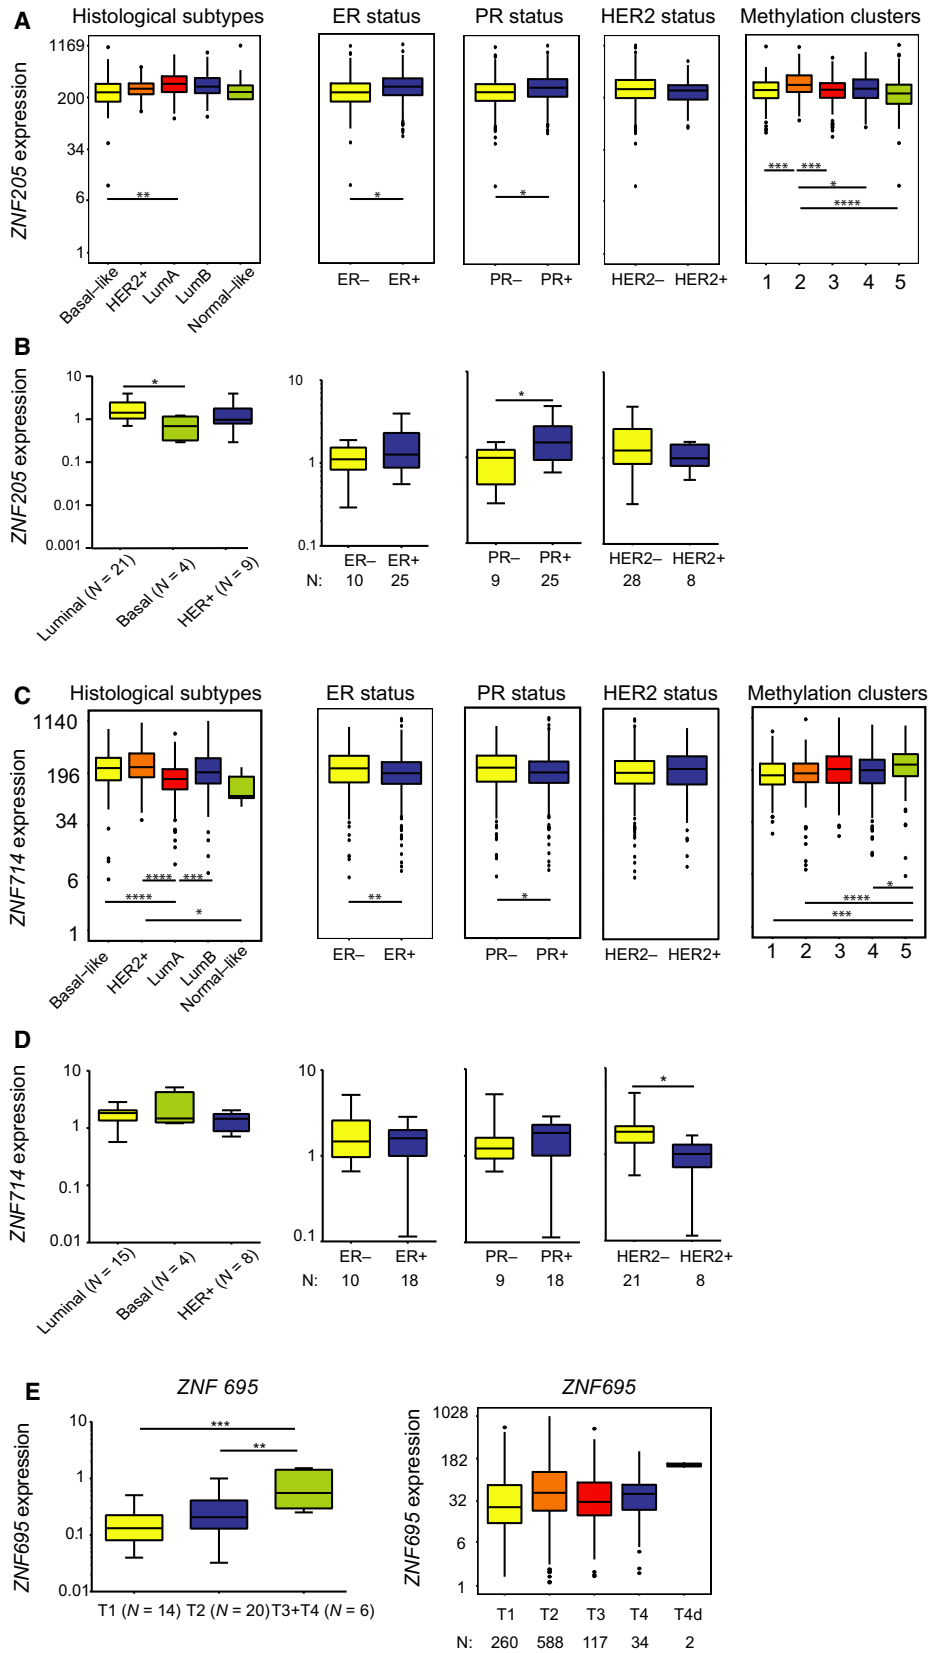 A Histological subtypes ER status PR status HER2 status Methylation clusters
ZNF205 expression
1169
200
34
6
1
** * * *** *** * ****
Basal–like HER2+ LumA LumB Normal–like ER– ER+ PR– PR+ HER2– HER2+ 1 2 3 4 5
B
ZNF205 expression
10
1
0.1
0.01
0.001
*
Luminal (N = 21) Basal (N = 4) HER+ (N = 9)
10
1
0.1
ER– ER+
N: 10 25
*
PR– PR+
9 25
HER2– HER2+
28 8
C Histological subtypes ER status PR status HER2 status Methylation clusters
ZNF714 expression
1140
196
34
6
1
**** *** **** * ** * * **** ***
Basal–like HER2+ LumA LumB Normal–like ER– ER+ PR– PR+ HER2– HER2+ 1 2 3 4 5
D
ZNF714 expression
10
1
0.1
0.01
Luminal (N = 15) Basal (N = 4) HER+ (N = 8)
10
1
0.1
ER– ER+
N: 10 18
PR– PR+
9 18
*
HER2– HER2+
21 8
E
ZNF 695
ZNF695 expression
10
1
0.1
0.01
***
**
T1 (N = 14) T2 (N = 20) T3+T4 (N = 6)
ZNF695
ZNF695 expression
1028
182
32
6
1
T1 T2 T3 T4 T4d
N: 260 588 117 34 2